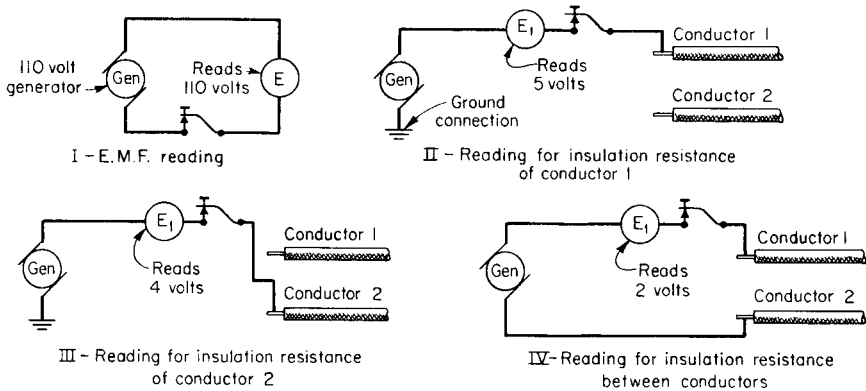 110 volt
generator
Gen
Reads
110 volts
E
I – E.M.F. reading
Gen
Ground
connection
E1
Reads
5 volts
Conductor 1
Conductor 2
II – Reading for insulation resistance
of conductor 1
Gen
E1
Reads
4 volts
Conductor 1
Conductor 2
III – Reading for insulation resistance
of conductor 2
Gen
E1
Reads
2 volts
Conductor 1
Conductor 2
IV – Reading for insulation resistance
between conductors